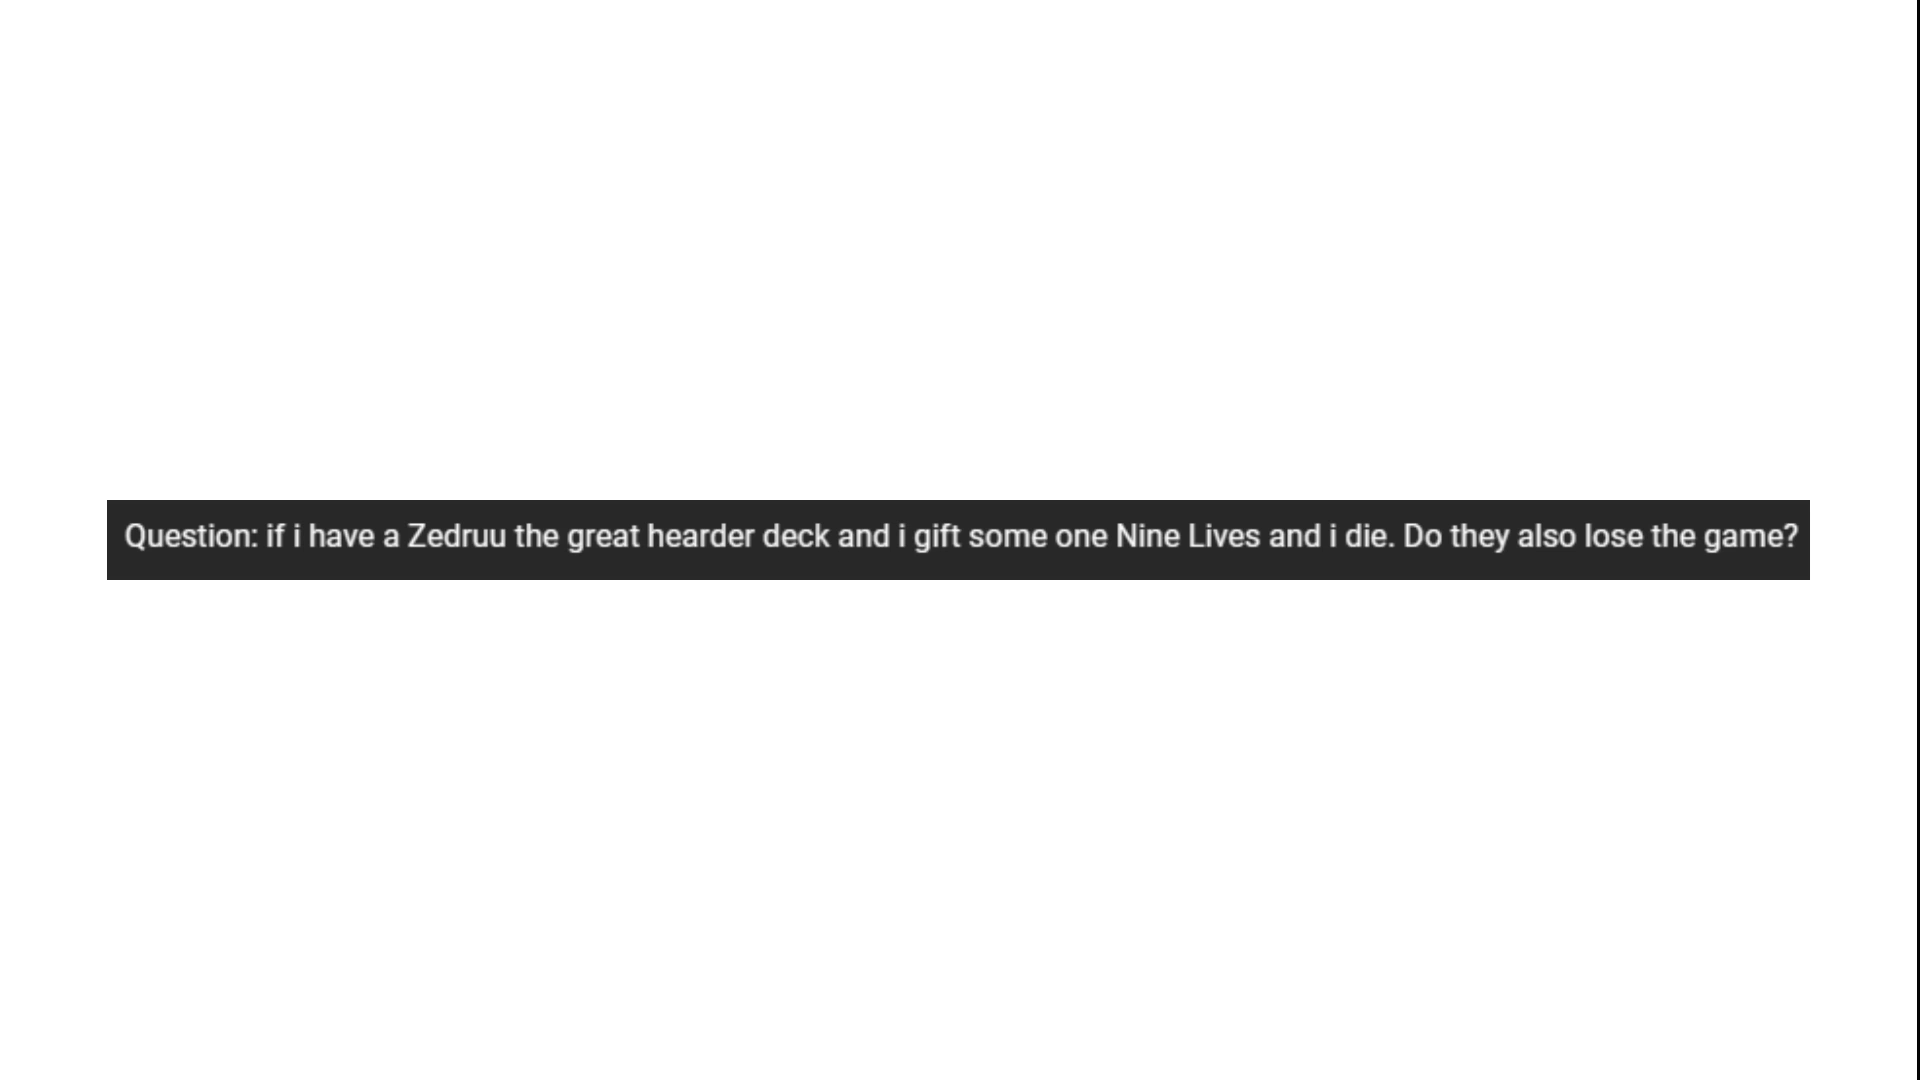 Question: if i have a Zedruu the great hearder deck and i gift some one Nine Lives and i die. Do they also lose the game?